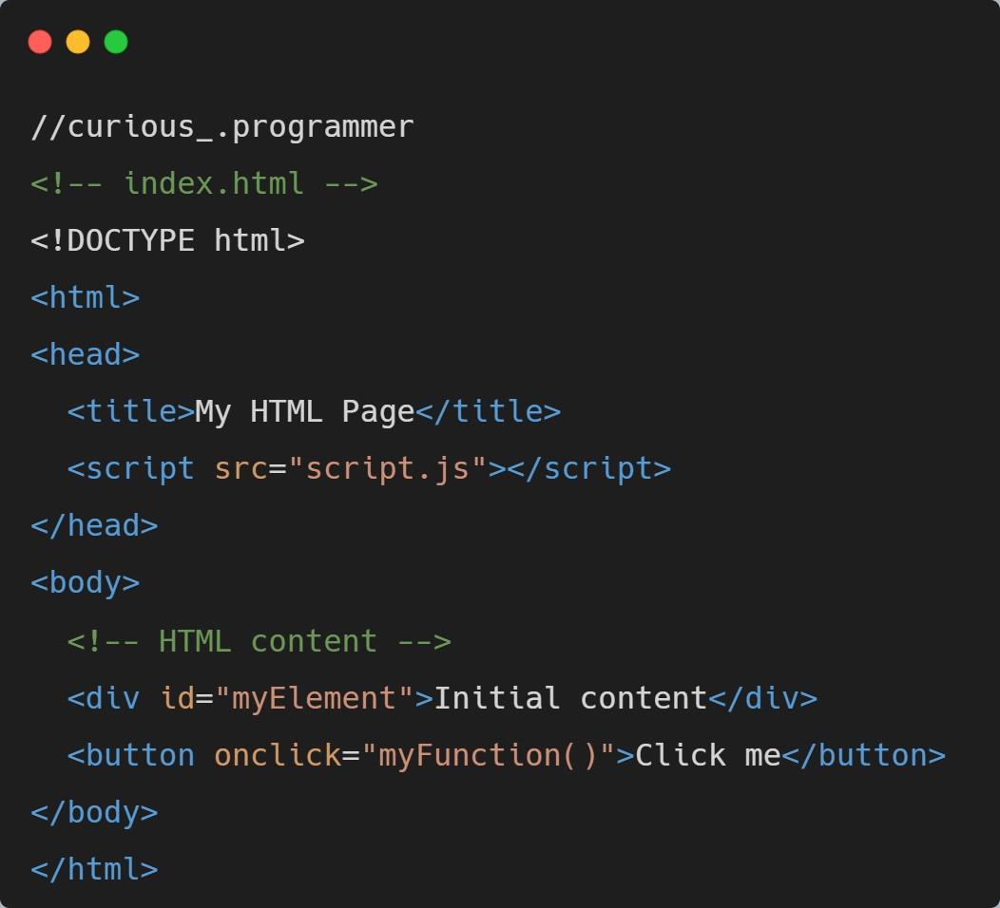 //curious_.programmer
<!-- index.html -->
<!DOCTYPE html>
<html>
<head>
  <title>My HTML Page</title>
  <script src="script.js"></script>
</head>
<body>
  <!-- HTML content -->
  <div id="myElement">Initial content</div>
  <button onclick="myFunction()">Click me</button>
</body>
</html>